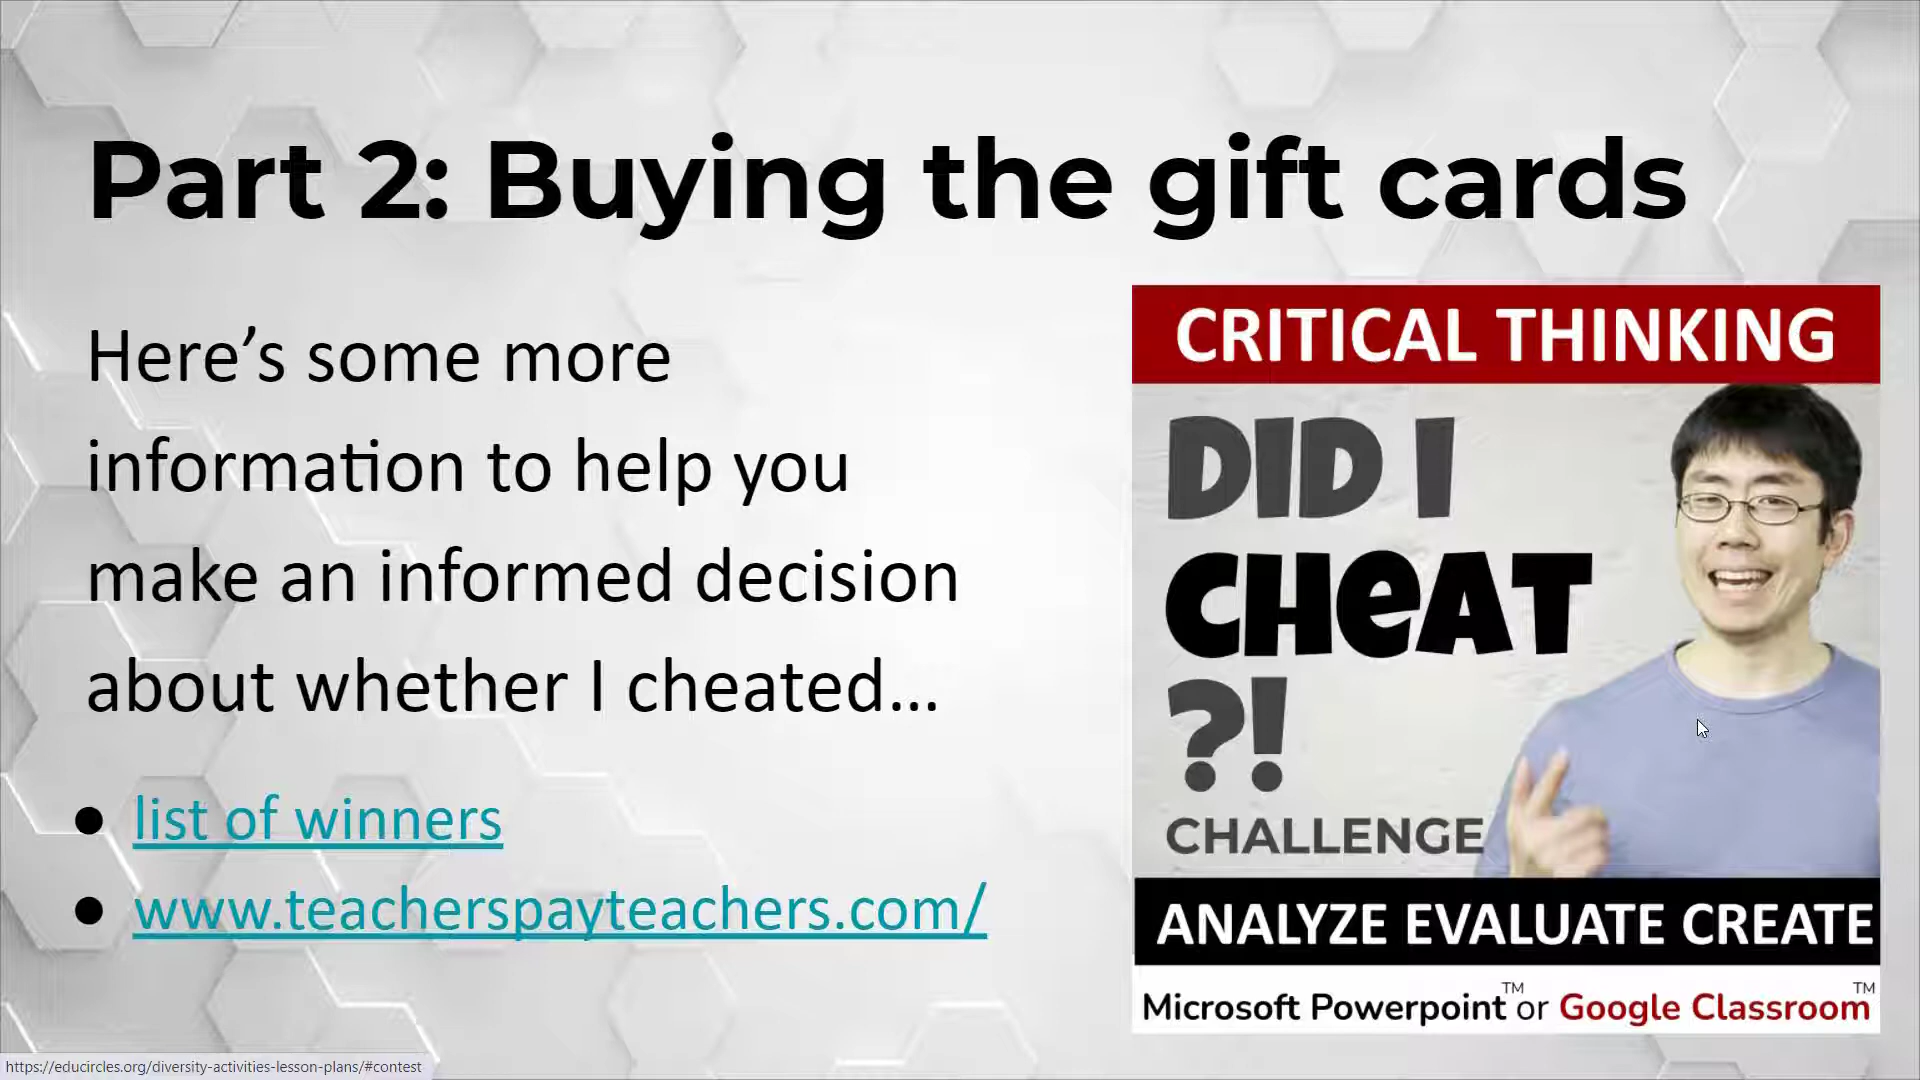 Part 2: Buying the gift cards
Here’s some more
information to help you
make an informed decision
about whether I cheated...
● list of winners
● www.teacherspayteachers.com/
CRITICAL THINKING
DID I
CHEAT
?!
CHALLENGE
ANALYZE EVALUATE CREATE
Microsoft Powerpoint™ or Google Classroom™
https://educircles.org/diversity-activities-lesson-plans/#contest